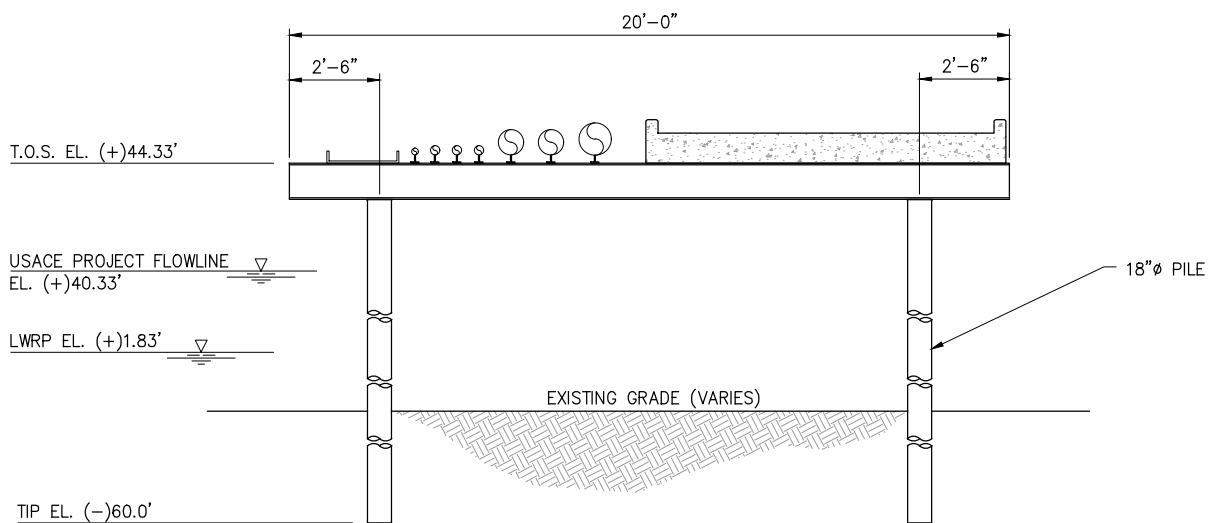 20'-0"
2'-6"
2'-6"
T.O.S. EL. (+)44.33'
USACE PROJECT FLOWLINE
EL. (+)40.33'
18"ø PILE
LWRP EL. (+)1.83'
EXISTING GRADE (VARIES)
TIP EL. (-)60.0'